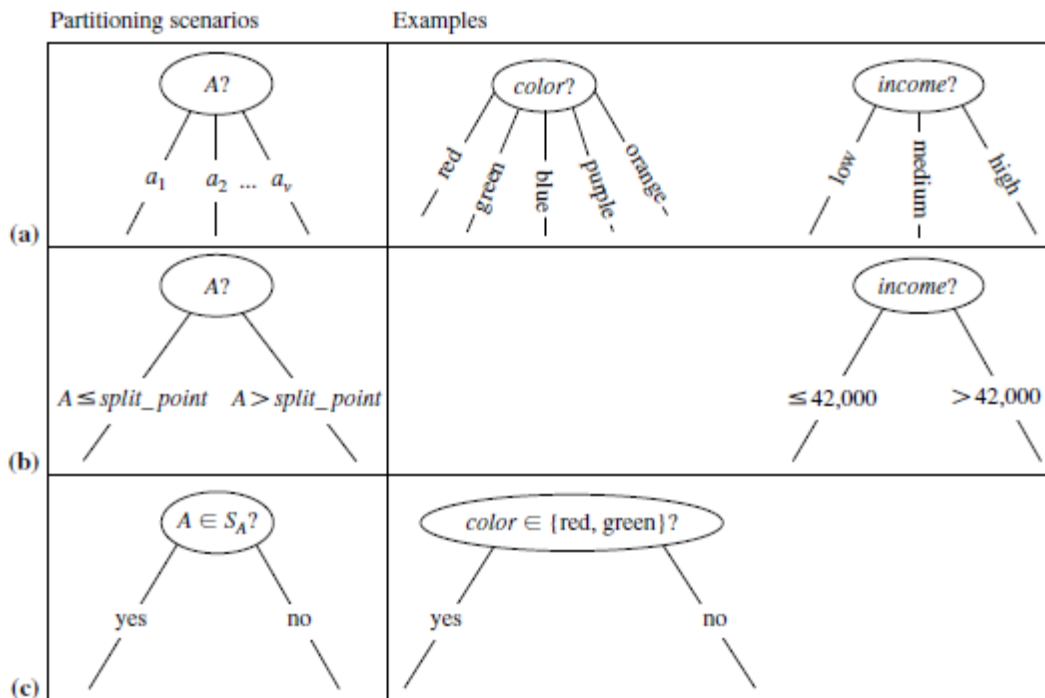 Partitioning scenarios Examples
A? color? income?
a₁ a₂ ... aᵥ red green blue purple orange low medium high
(a)
A? income?
A ≤ split_point A > split_point ≤ 42,000 > 42,000
(b)
A ∈ S_A? color ∈ {red, green}?
yes no yes no
(c)